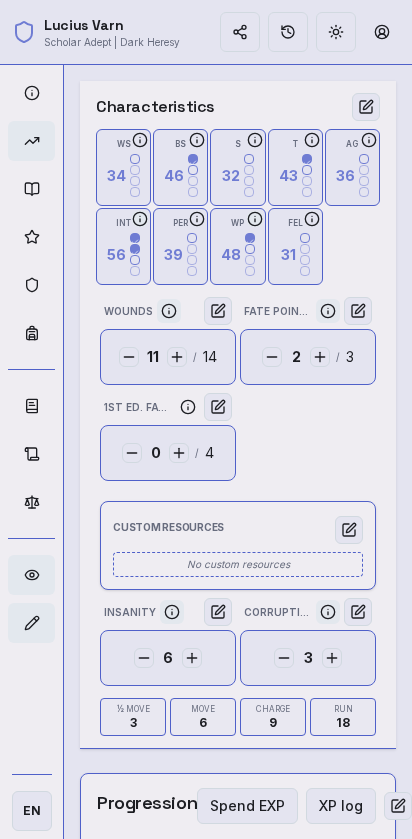 Lucius Varn
Scholar Adept | Dark Heresy
Characteristics
WS BS S T AG
34 46 32 43 36
INT PER WP FEL
56 39 48 31
WOUNDS FATE POIN...
11 / 14 2 / 3
1ST ED. FA...
0 / 4
CUSTOM RESOURCES
No custom resources
INSANITY CORRUPTI...
6 3
½ MOVE MOVE CHARGE RUN
3 6 9 18
Progression Spend EXP XP log
EN